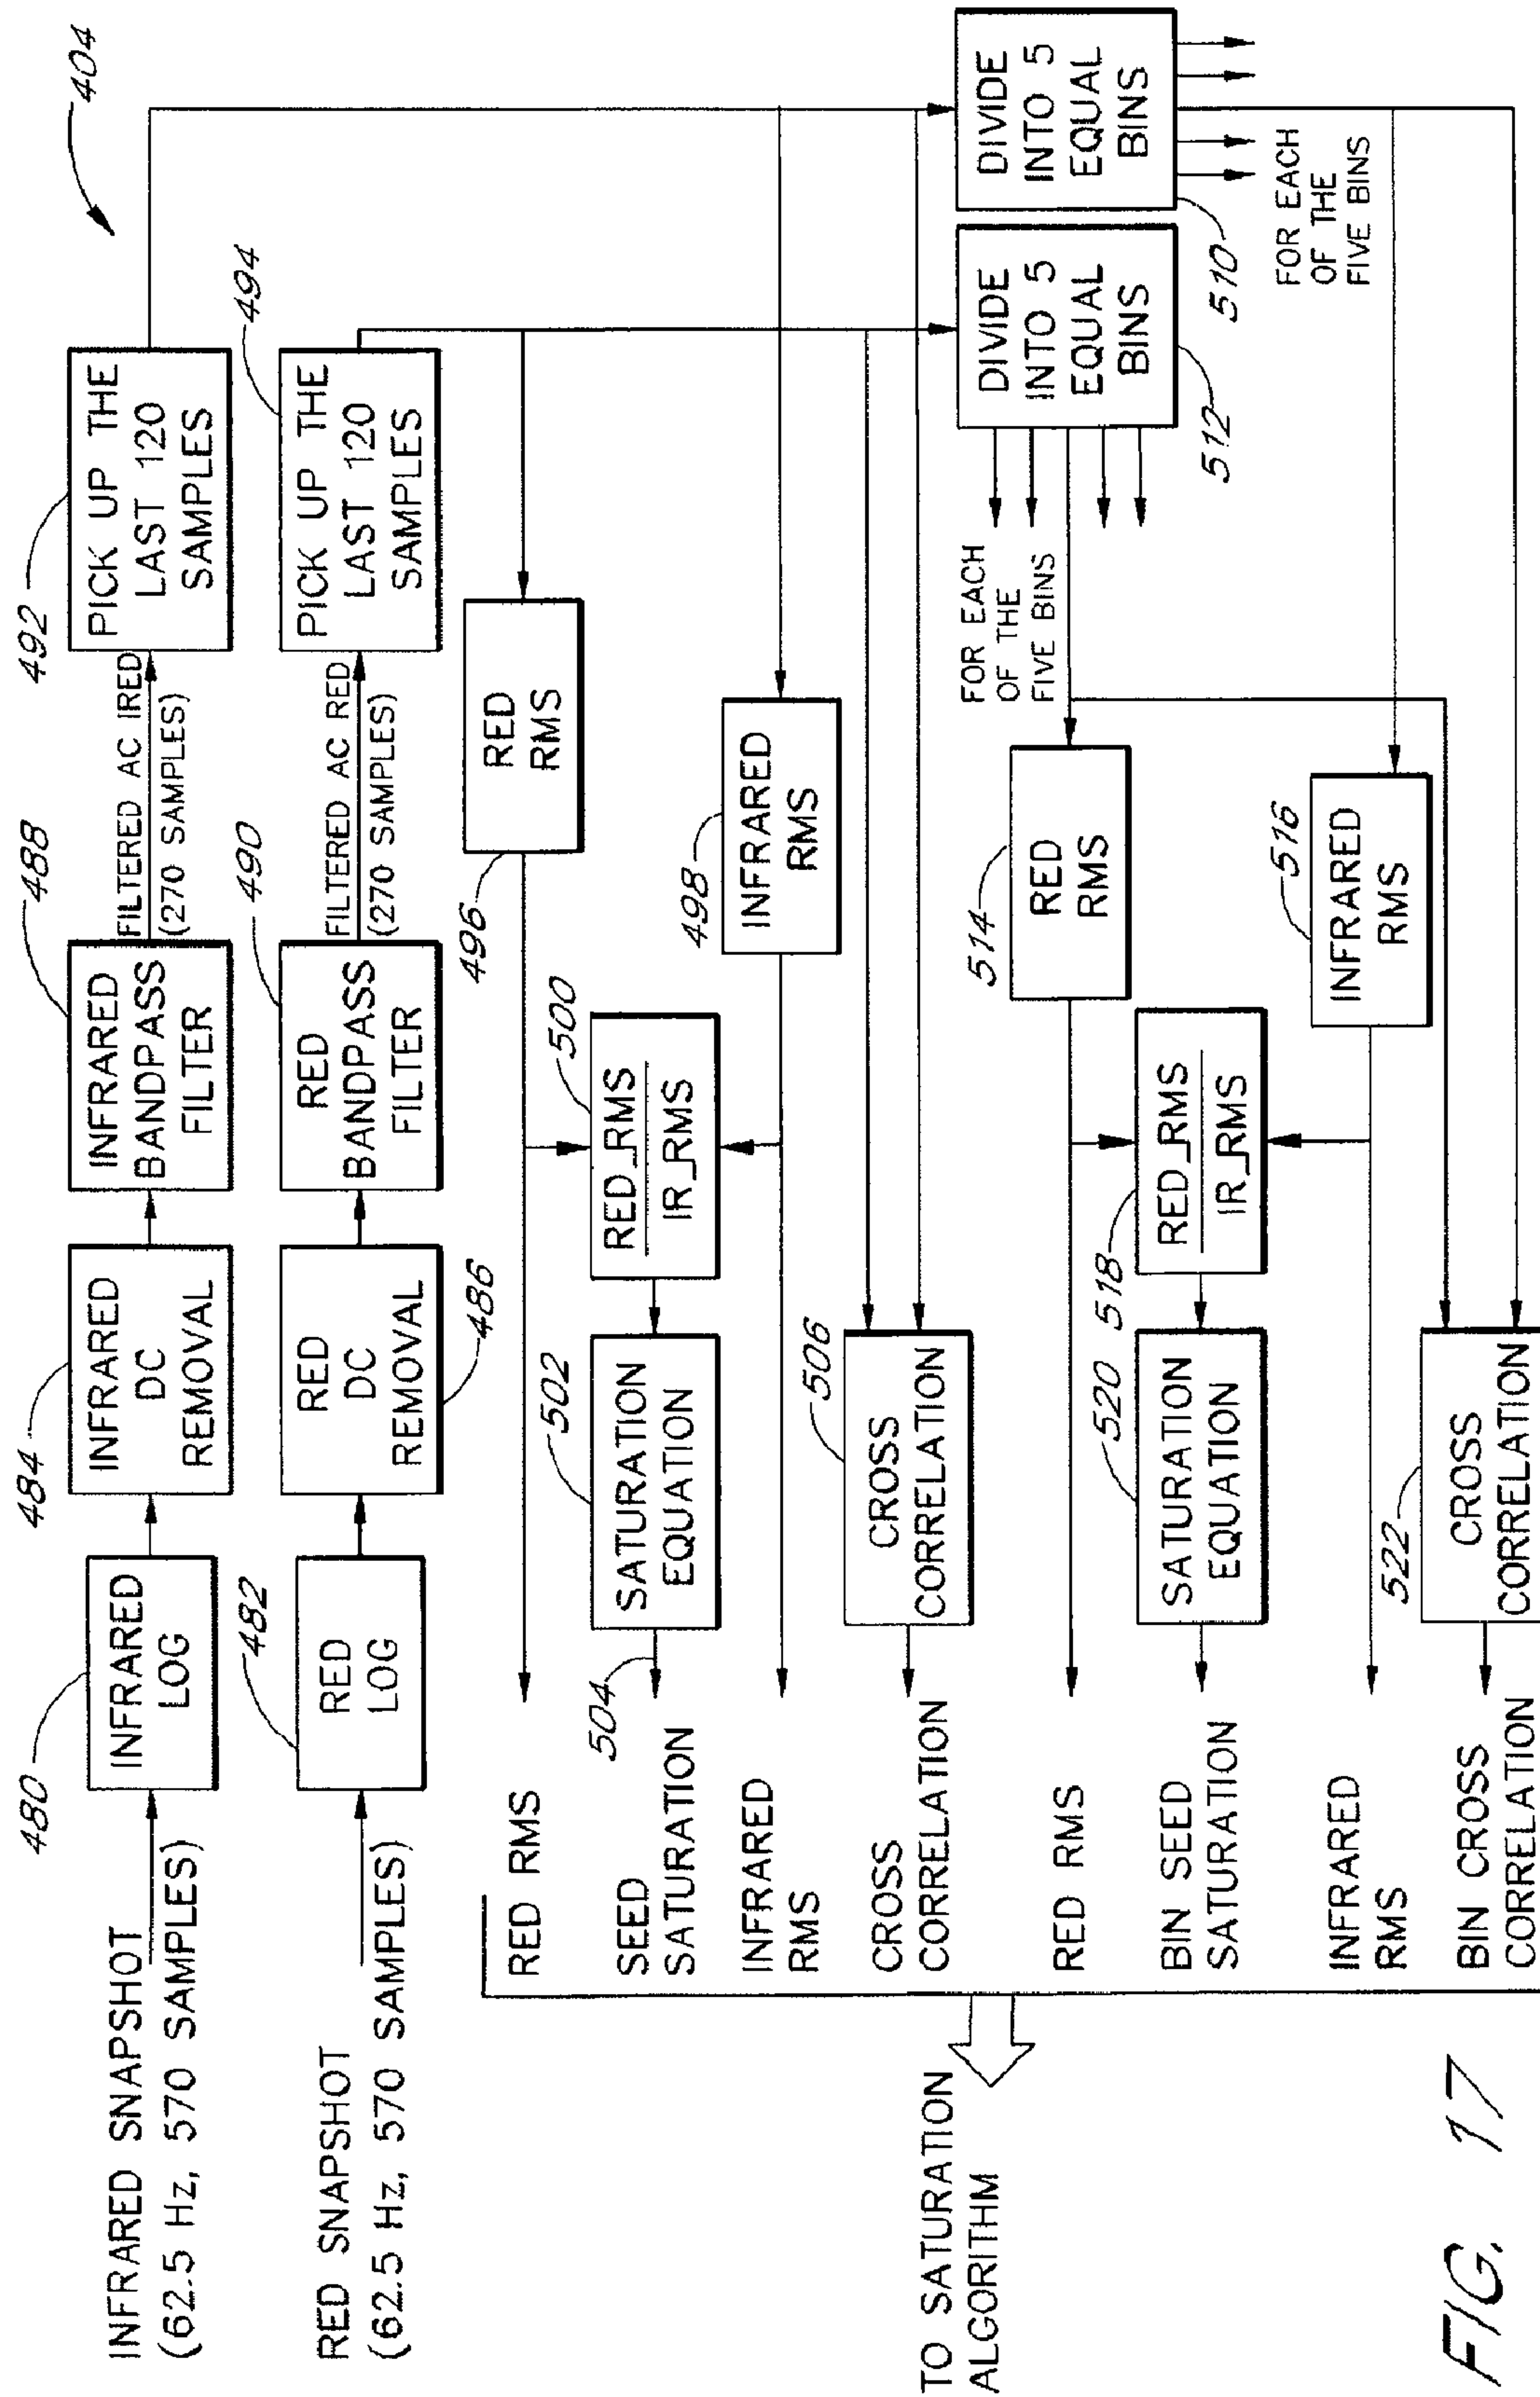 404
INFRARED SNAPSHOT
(62.5 Hz, 570 SAMPLES)
480
INFRARED
LOG
484
INFRARED
DC
REMOVAL
488
INFRARED
BANDPASS
FILTER
FILTERED AC IRED
(270 SAMPLES)
492
PICK UP THE
LAST 120
SAMPLES
RED SNAPSHOT
(62.5 Hz, 570 SAMPLES)
482
RED
LOG
RED
DC
REMOVAL
486
490
RED
BANDPASS
FILTER
FILTERED AC RED
(270 SAMPLES)
494
PICK UP THE
LAST 120
SAMPLES
RED RMS
496
RED
RMS
SEED
SATURATION
504
502
SATURATION
EQUATION
500
RED_RMS
IR_RMS
INFRARED
RMS
498
INFRARED
RMS
CROSS
CORRELATION
506
CROSS
CORRELATION
DIVIDE
INTO 5
EQUAL
BINS
512
DIVIDE
INTO 5
EQUAL
BINS
510
FOR EACH
OF THE
FIVE BINS
FOR EACH
OF THE
FIVE BINS
RED RMS
514
RED
RMS
BIN SEED
SATURATION
520
SATURATION
EQUATION
518
RED_RMS
IR_RMS
INFRARED
RMS
516
INFRARED
RMS
BIN CROSS
CORRELATION
522
CROSS
CORRELATION
TO SATURATION
ALGORITHM
FIG. 17